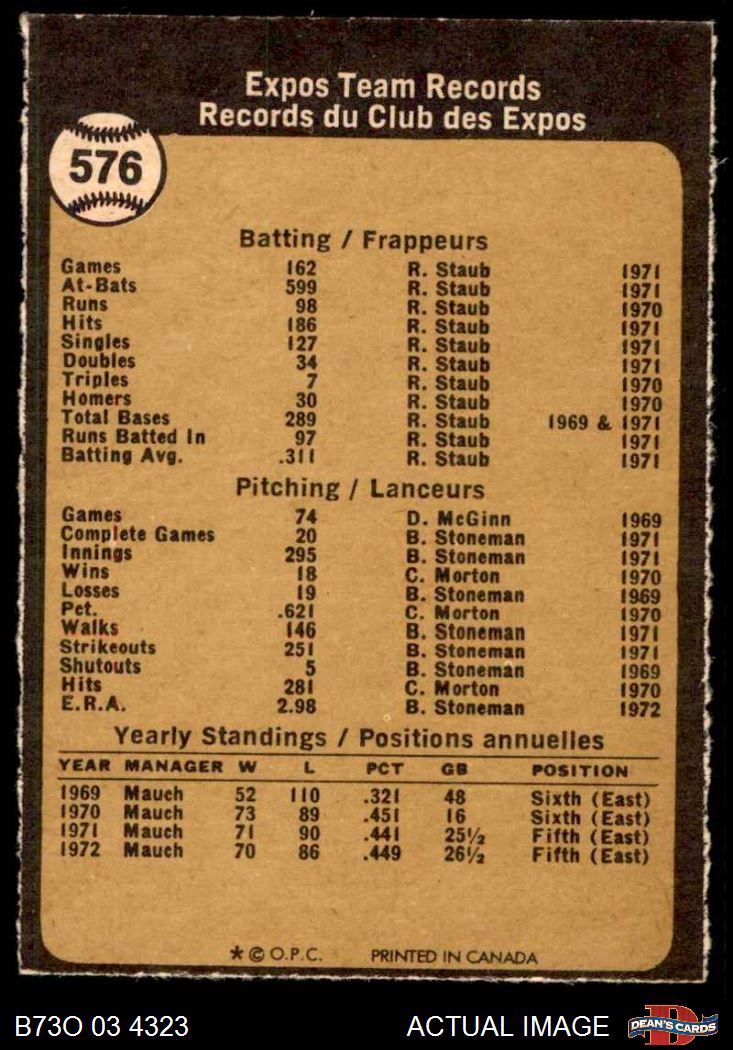 Expos Team Records
Records du Club des Expos
576
Batting / Frappeurs
Games 162 R. Staub 1971
At-Bats 599 R. Staub 1971
Runs 98 R. Staub 1970
Hits 186 R. Staub 1971
Singles 127 R. Staub 1971
Doubles 34 R. Staub 1971
Triples 7 R. Staub 1970
Homers 30 R. Staub 1970
Total Bases 289 R. Staub 1969 & 1971
Runs Batted In 97 R. Staub 1971
Batting Avg. .311 R. Staub 1971
Pitching / Lanceurs
Games 74 D. McGinn 1969
Complete Games 20 B. Stoneman 1971
Innings 295 B. Stoneman 1971
Wins 18 C. Morton 1970
Losses 19 B. Stoneman 1969
Pct. .621 C. Morton 1970
Walks 146 B. Stoneman 1971
Strikeouts 251 B. Stoneman 1971
Shutouts 5 B. Stoneman 1969
Hits 281 C. Morton 1970
E.R.A. 2.98 B. Stoneman 1972
Yearly Standings / Positions annuelles
YEAR MANAGER W L PCT GB POSITION
1969 Mauch 52 110 .321 48 Sixth (East)
1970 Mauch 73 89 .451 16 Sixth (East)
1971 Mauch 71 90 .441 25½ Fifth (East)
1972 Mauch 70 86 .449 26½ Fifth (East)
* © O.P.C. PRINTED IN CANADA
B73O 03 4323 ACTUAL IMAGE D DEAN'S CARDS